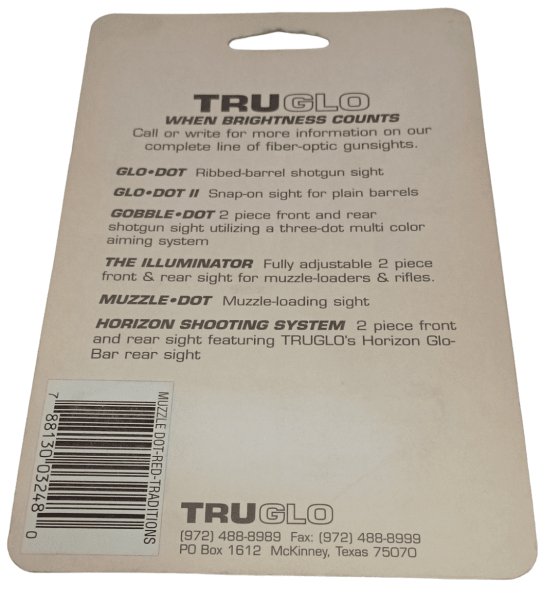 TRUGLO
WHEN BRIGHTNESS COUNTS
Call or write for more information on our
complete line of fiber-optic gunsights.
GLO•DOT Ribbed-barrel shotgun sight
GLO•DOT II Snap-on sight for plain barrels
GOBBLE•DOT 2 piece front and rear
shotgun sight utilizing a three-dot multi color
aiming system
THE ILLUMINATOR Fully adjustable 2 piece
front & rear sight for muzzle-loaders & rifles.
MUZZLE•DOT Muzzle-loading sight
HORIZON SHOOTING SYSTEM 2 piece front
and rear sight featuring TRUGLO's Horizon Glo-
Bar rear sight
MUZZLE DOT-RED-TRADITIONS
7 88130 03248 0
TRUGLO
(972) 488-8989 Fax: (972) 488-8999
PO Box 1612 McKinney, Texas 75070